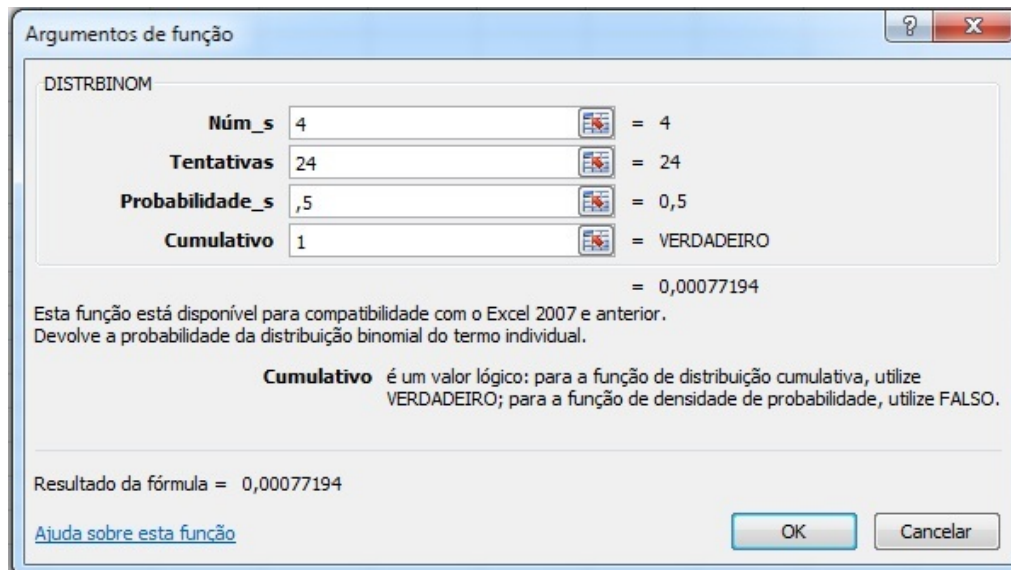 Argumentos de função
DISTRBINOM
Núm_s 4 = 4
Tentativas 24 = 24
Probabilidade_s ,5 = 0,5
Cumulativo 1 = VERDADEIRO
= 0,00077194
Esta função está disponível para compatibilidade com o Excel 2007 e anterior.
Devolve a probabilidade da distribuição binomial do termo individual.
Cumulativo é um valor lógico: para a função de distribuição cumulativa, utilize
VERDADEIRO; para a função de densidade de probabilidade, utilize FALSO.
Resultado da fórmula = 0,00077194
Ajuda sobre esta função OK Cancelar